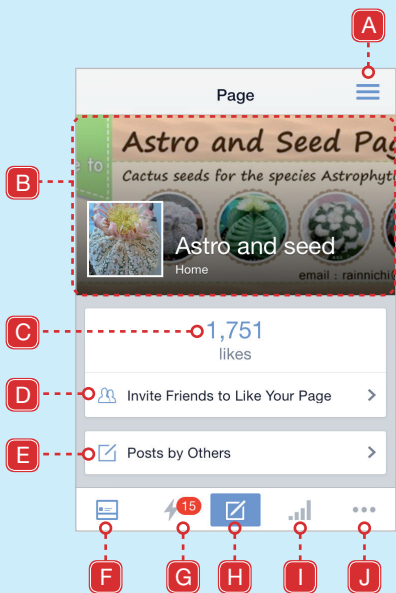 A
Page
B
e to
Astro and Seed Pag
Cactus seeds for the species Astrophyt
Astro and seed
Home
email : rainnichi
C
1,751
likes
D
Invite Friends to Like Your Page
E
Posts by Others
15
F
G
H
I
J